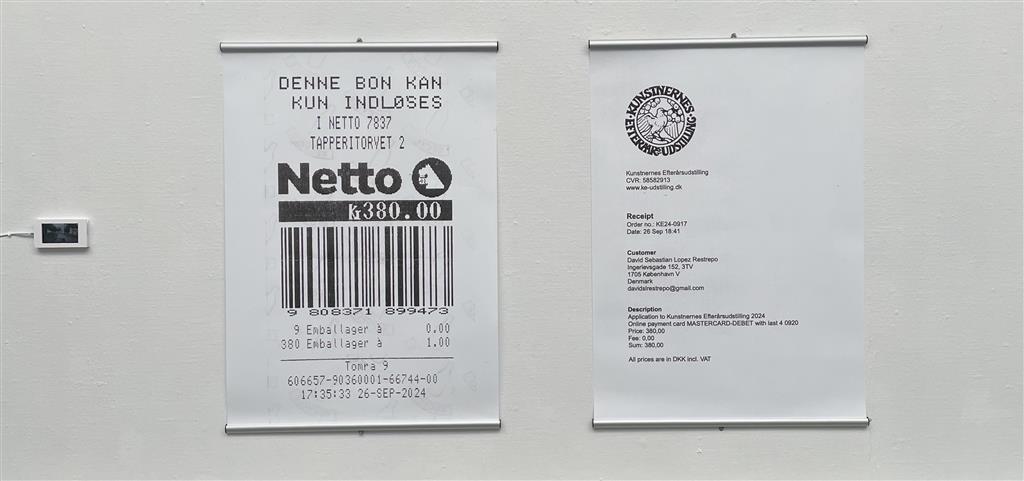 DENNE BON KAN
KUN INDLØSES
I NETTO 7837
TAPPERITORVET 2
Netto
kr380.00
9 808371 899473
9 Emballager à 0.00
380 Emballager à 1.00
Tomra 9
606657-90360001-66744-00
17:35:33 26-SEP-2024
KUNSTNERNES EFTERÅRSUDSTILLING
Kunstnernes Efterårsudstilling
CVR: 58582913
www.ke-udstilling.dk
Receipt
Order no.: KE24-0917
Date: 26 Sep 18:41
Customer
David Sebastian Lopez Restrepo
Ingerlevsgade 152, 3TV
1705 København V
Denmark
davidslrestrepo@gmail.com
Description
Application to Kunstnernes Efterårsudstilling 2024
Online payment card MASTERCARD-DEBET with last 4 0920
Price: 380,00
Fee: 0,00
Sum: 380,00
All prices are in DKK incl. VAT